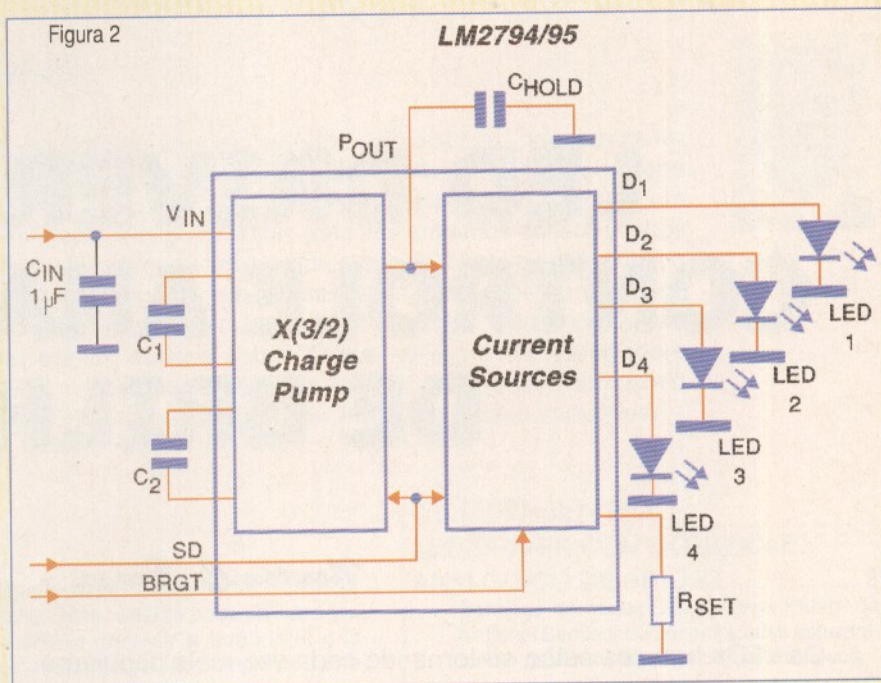 Figura 2
LM2794/95
CHOLD
POUT
VIN
CIN
1µF
C1
C2
X(3/2)
Charge
Pump
Current
Sources
D1
D2
D3
D4
LED
1
LED
2
LED
3
LED
4
SD
BRGT
RSET